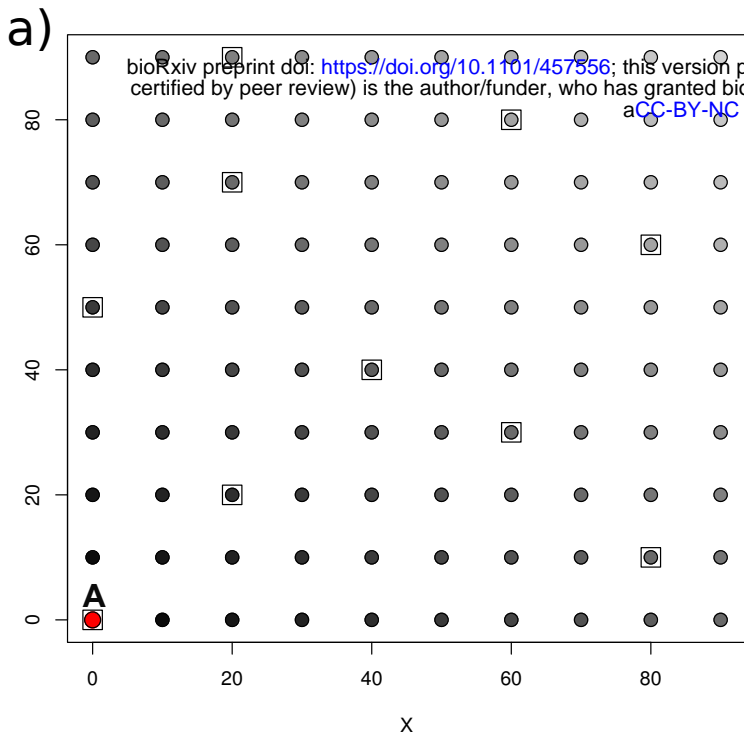 a)
bioRxiv preprint doi: https://doi.org/10.1101/457556; this version p
certified by peer review) is the author/funder, who has granted bio
aCC-BY-NC
80
60
40
20
0
A
0 20 40 60 80
X